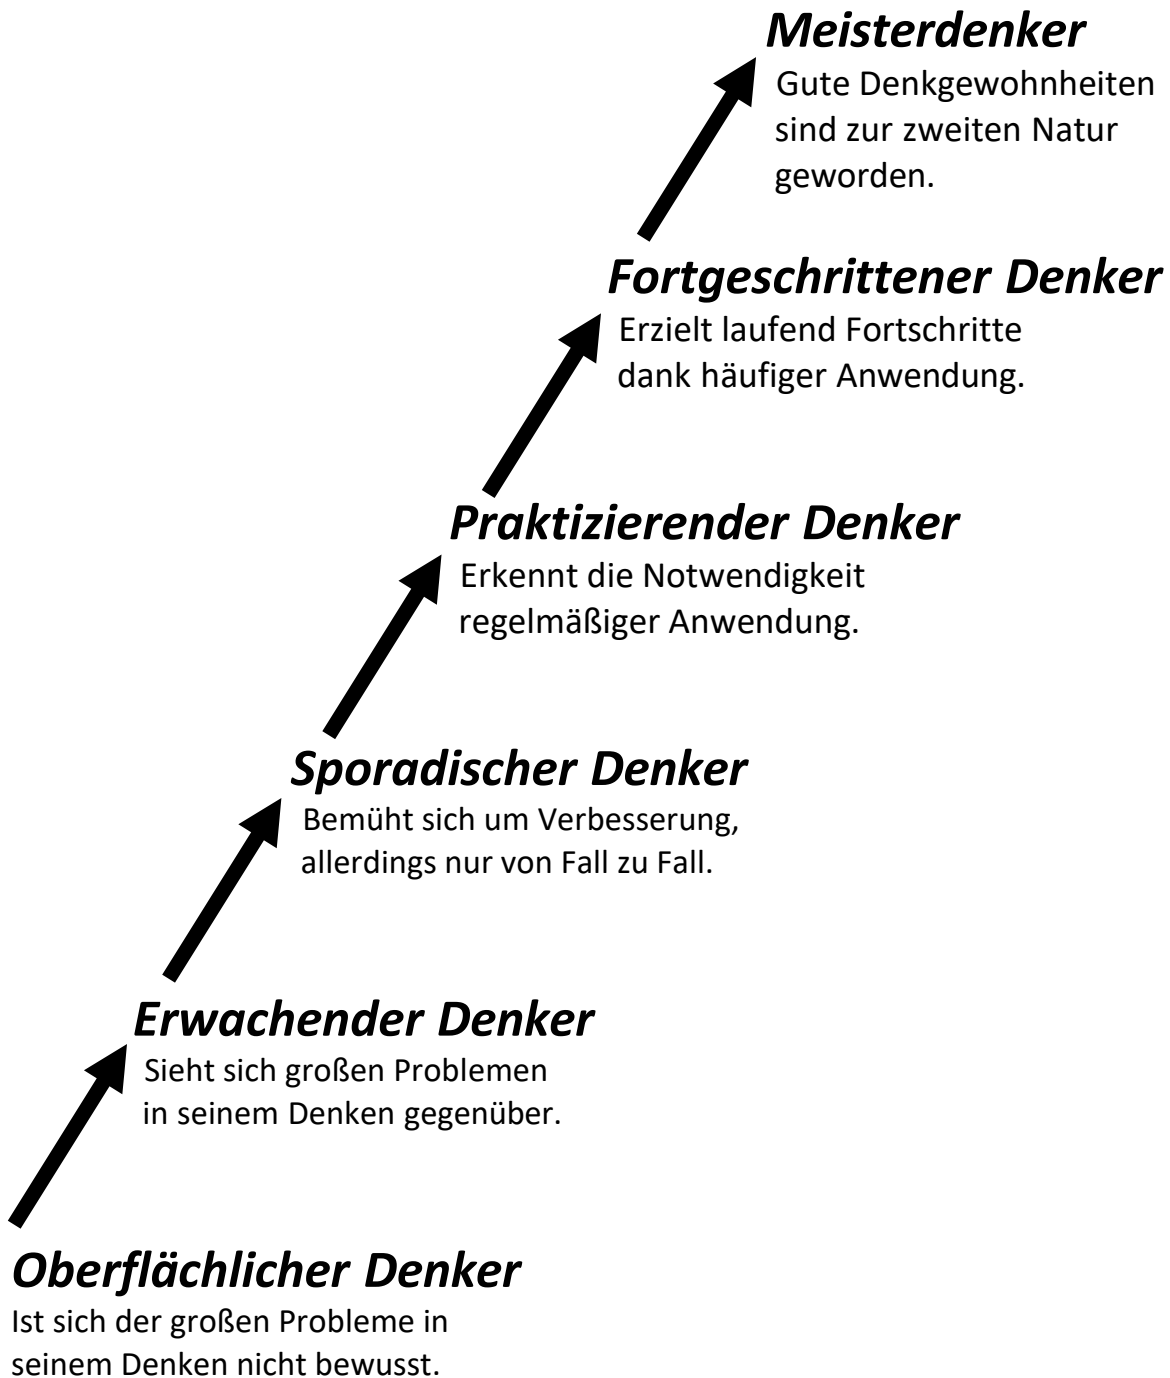 Meisterdenker
Gute Denkgewohnheiten
sind zur zweiten Natur
geworden.
Fortgeschrittener Denker
Erzielt laufend Fortschritte
dank häufiger Anwendung.
Praktizierender Denker
Erkennt die Notwendigkeit
regelmäßiger Anwendung.
Sporadischer Denker
Bemüht sich um Verbesserung,
allerdings nur von Fall zu Fall.
Erwachender Denker
Sieht sich großen Problemen
in seinem Denken gegenüber.
Oberflächlicher Denker
Ist sich der großen Probleme in
seinem Denken nicht bewusst.